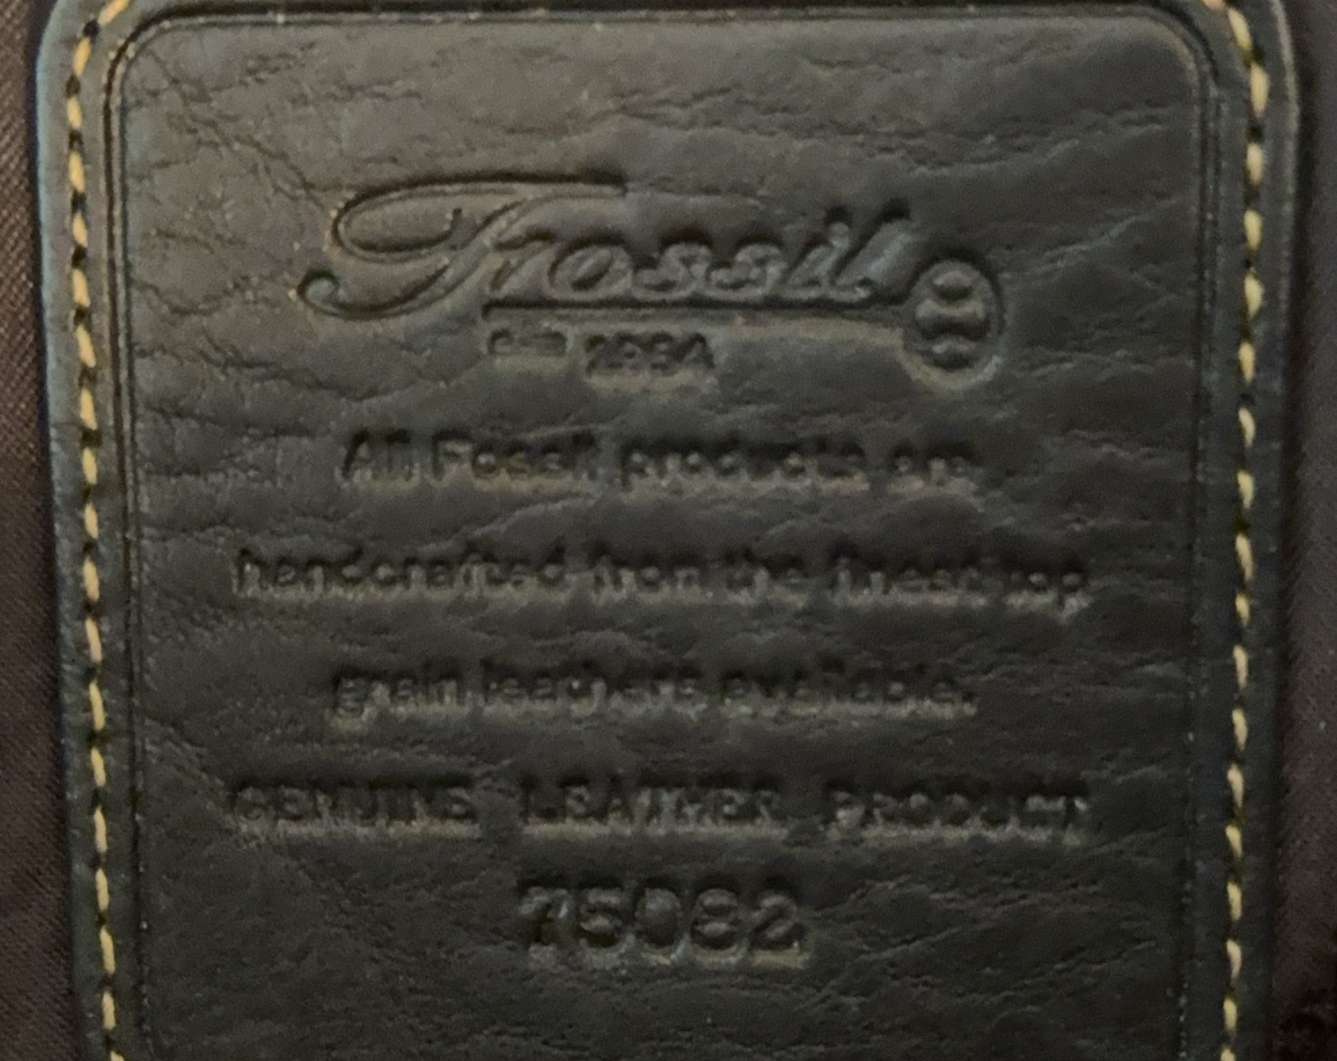 Fossil
All Fossil products are
handcrafted from the finest top
grain leathers available.
GENUINE LEATHER PRODUCT
75082